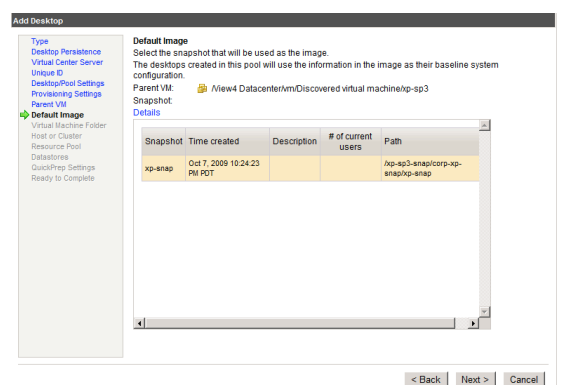 Add Desktop
Type
Desktop Persistence
Virtual Center Server
Unique ID
Desktop/Pool Settings
Provisioning Settings
Parent VM
Default Image
Virtual Machine Folder
Host or Cluster
Resource Pool
Datastores
QuickPrep Settings
Ready to Complete
Default Image
Select the snapshot that will be used as the image.
The desktops created in this pool will use the information in the image as their baseline system
configuration.
Parent VM: /View4 Datacenter/vm/Discovered virtual machine/xp-sp3
Snapshot:
Details
Snapshot Time created Description # of current users Path
xp-snap Oct 7, 2009 10:24:23 PM PDT /xp-sp3-snap/corp-xp-snap/xp-snap
< Back Next > Cancel